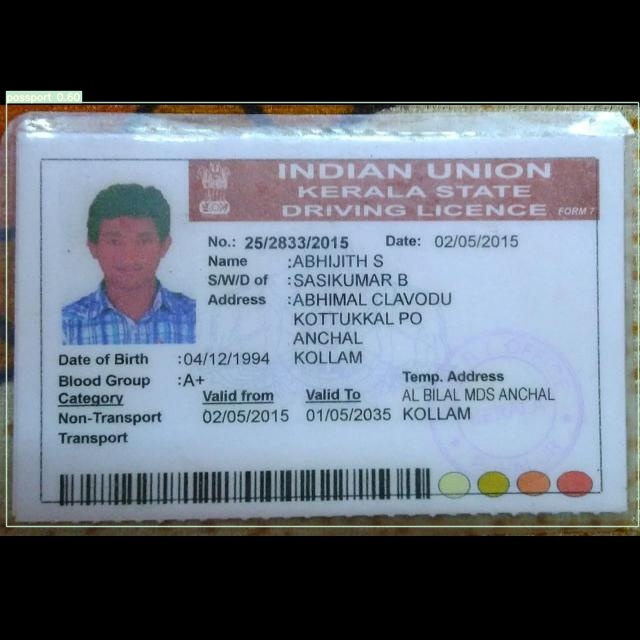 passport 0.60
INDIAN UNION
KERALA STATE
DRIVING LICENCE FORM 7
No.: 25/2833/2015 Date: 02/05/2015
Name :ABHIJITH S
S/W/D of :SASIKUMAR B
Address :ABHIMAL CLAVODU
KOTTUKKAL PO
ANCHAL
KOLLAM
Date of Birth :04/12/1994
Blood Group :A+
Category Valid from Valid To
Non-Transport 02/05/2015 01/05/2035
Transport
Temp. Address
AL BILAL MDS ANCHAL
KOLLAM